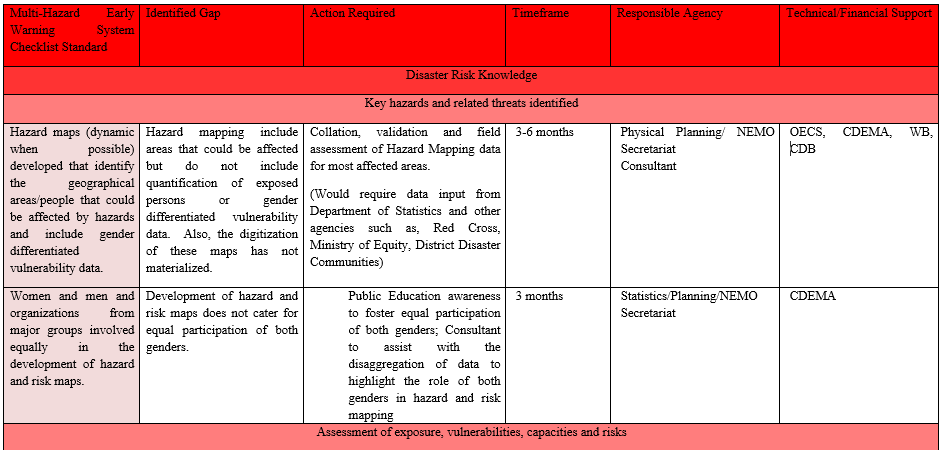 Multi-Hazard Early
Warning System
Checklist Standard
Identified Gap
Action Required
Timeframe
Responsible Agency
Technical/Financial Support
Disaster Risk Knowledge
Key hazards and related threats identified
Hazard maps (dynamic
when possible)
developed that identify
the geographical
areas/people that could
be affected by hazards
and include gender
differentiated
vulnerability data.
Hazard mapping include
areas that could be affected
but do not include
quantification of exposed
persons or gender
differentiated vulnerability
data. Also, the digitization
of these maps has not
materialized.
Collation, validation and field
assessment of Hazard Mapping data
for most affected areas.
(Would require data input from
Department of Statistics and other
agencies such as, Red Cross,
Ministry of Equity, District Disaster
Communities)
3-6 months
Physical Planning/ NEMO
Secretariat
Consultant
OECS, CDEMA, WB,
CDB
Women and men and
organizations from
major groups involved
equally in the
development of hazard
and risk maps.
Development of hazard and
risk maps does not cater for
equal participation of both
genders.
Public Education awareness
to foster equal participation
of both genders; Consultant
to assist with the
disaggregation of data to
highlight the role of both
genders in hazard and risk
mapping
3 months
Statistics/Planning/NEMO
Secretariat
CDEMA
Assessment of exposure, vulnerabilities, capacities and risks